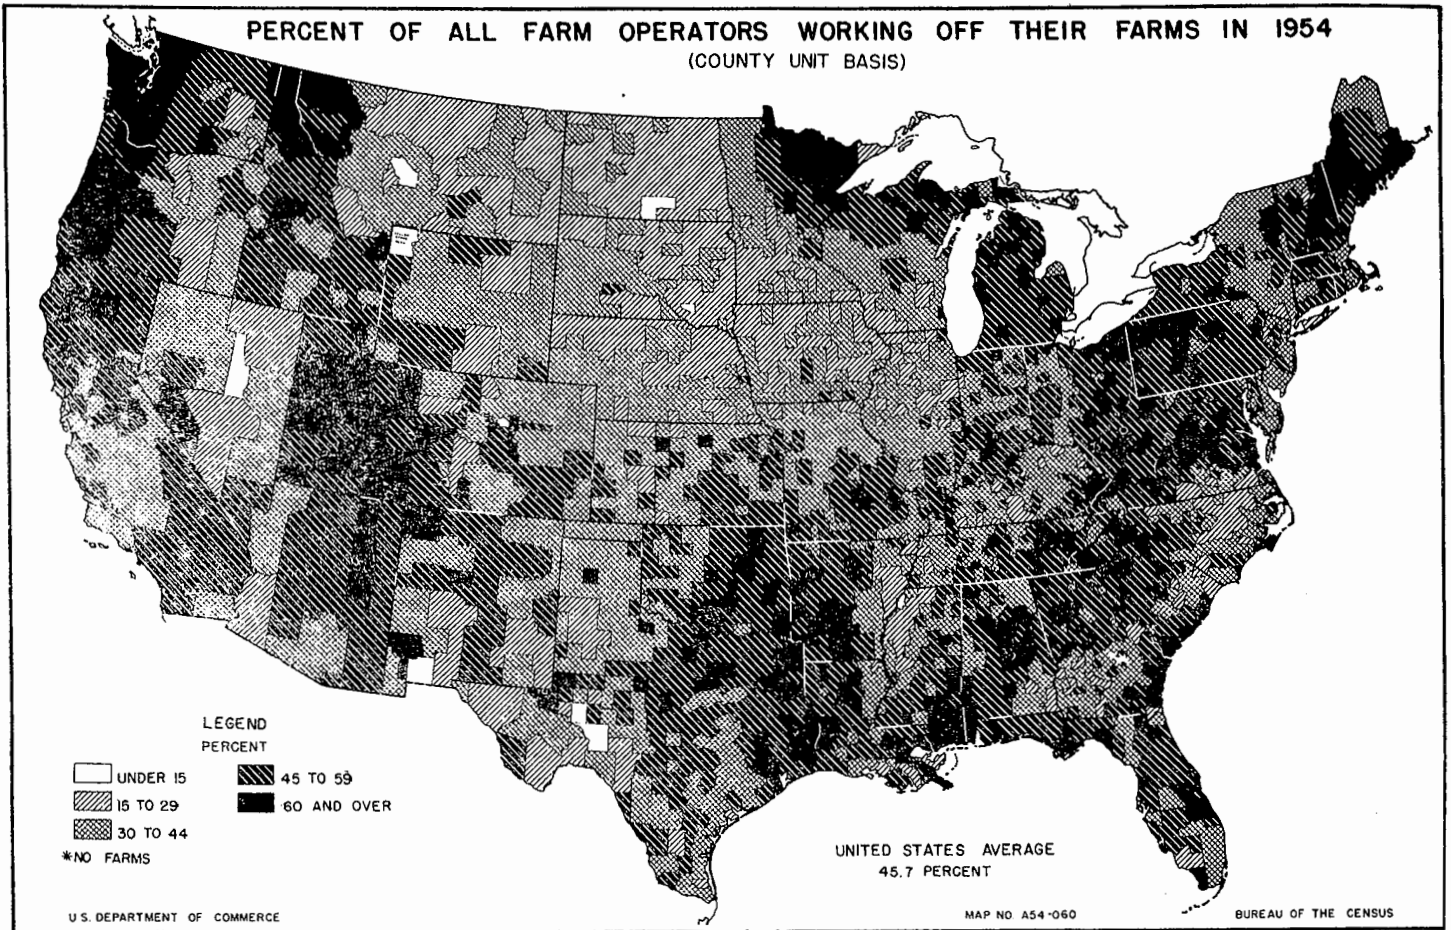 PERCENT OF ALL FARM OPERATORS WORKING OFF THEIR FARMS IN 1954
(COUNTY UNIT BASIS)
LEGEND
PERCENT
UNDER 15
15 TO 29
30 TO 44
45 TO 59
60 AND OVER
*NO FARMS
UNITED STATES AVERAGE
45.7 PERCENT
U.S. DEPARTMENT OF COMMERCE
MAP NO. A54-060
BUREAU OF THE CENSUS